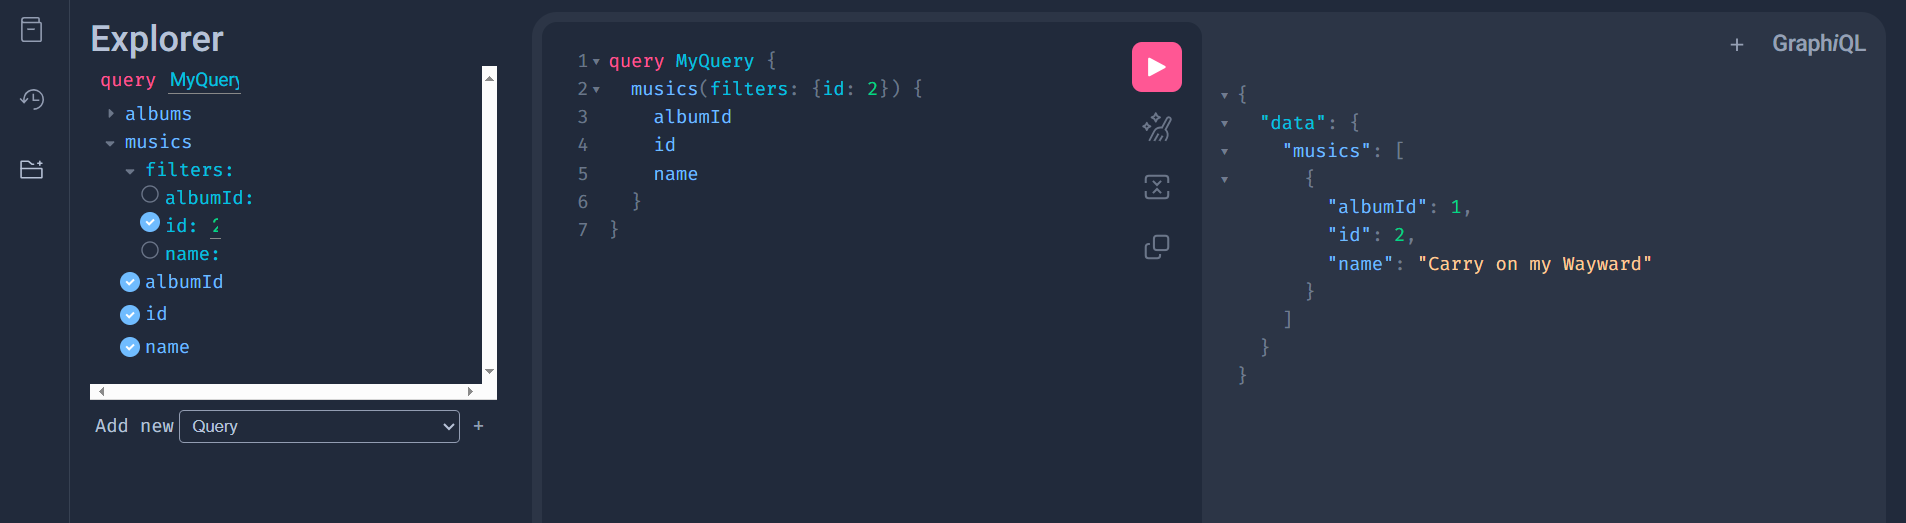 Explorer
query MyQuery
albums
musics
filters:
albumId:
id: 2
name:
albumId
id
name
Add new Query +
1 query MyQuery {
2 musics(filters: {id: 2}) {
3 albumId
4 id
5 name
6 }
7 }
+ GraphiQL
{
"data": {
"musics": [
{
"albumId": 1,
"id": 2,
"name": "Carry on my Wayward"
}
]
}
}